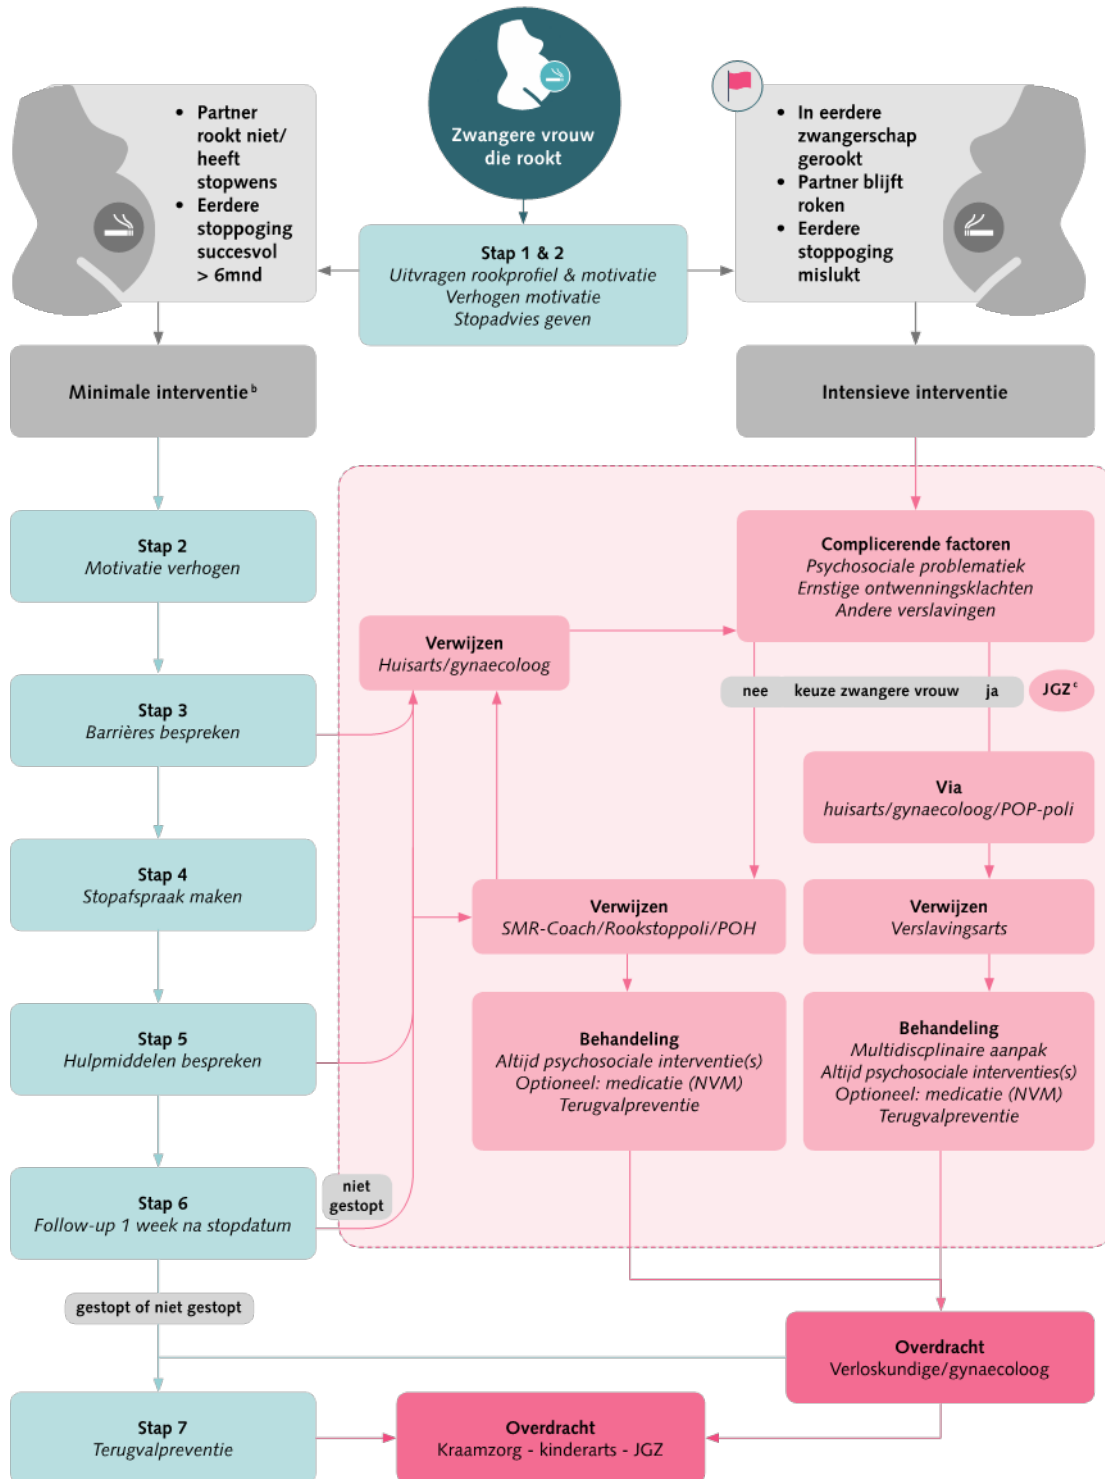 Zwangere vrouw
die rookt
• Partner
rookt niet/
heeft
stopwens
• Eerdere
stoppoging
succesvol
> 6mnd
Stap 1 & 2
Uitvragen rookprofiel & motivatie
Verhogen motivatie
Stopadvies geven
• In eerdere
zwangerschap
gerookt
• Partner blijft
roken
• Eerdere
stoppoging
mislukt
Minimale interventie b
Intensieve interventie
Stap 2
Motivatie verhogen
Complicerende factoren
Psychosociale problematiek
Ernstige ontwenningsklachten
Andere verslavingen
Verwijzen
Huisarts/gynaecoloog
nee keuze zwangere vrouw ja
JGZ c
Stap 3
Barrières bespreken
Via
huisarts/gynaecoloog/POP-poli
Stap 4
Stopafspraak maken
Verwijzen
SMR-Coach/Rookstoppoli/POH
Verwijzen
Verslavingsarts
Stap 5
Hulpmiddelen bespreken
Behandeling
Altijd psychosociale interventie(s)
Optioneel: medicatie (NVM)
Terugvalpreventie
Behandeling
Multidiscplinaire aanpak
Altijd psychosociale interventies(s)
Optioneel: medicatie (NVM)
Terugvalpreventie
Stap 6
Follow-up 1 week na stopdatum
niet
gestopt
gestopt of niet gestopt
Overdracht
Verloskundige/gynaecoloog
Stap 7
Terugvalpreventie
Overdracht
Kraamzorg - kinderarts - JGZ